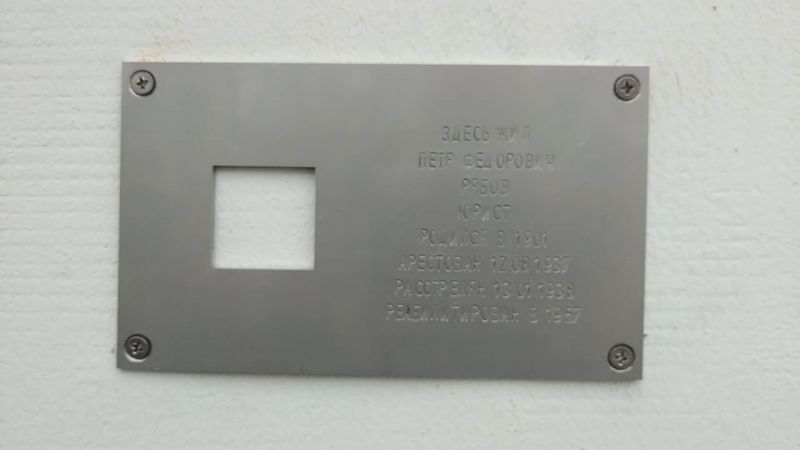 ЗДЕСЬ ЖИЛ
ПЕТР ФЕДОРОВИЧ
РЯБОВ
ЮРИСТ
РОДИЛСЯ В 1901
АРЕСТОВАН 12.08.1937
РАССТРЕЛЯН 13.01.1938
РЕАБИЛИТИРОВАН В 1957